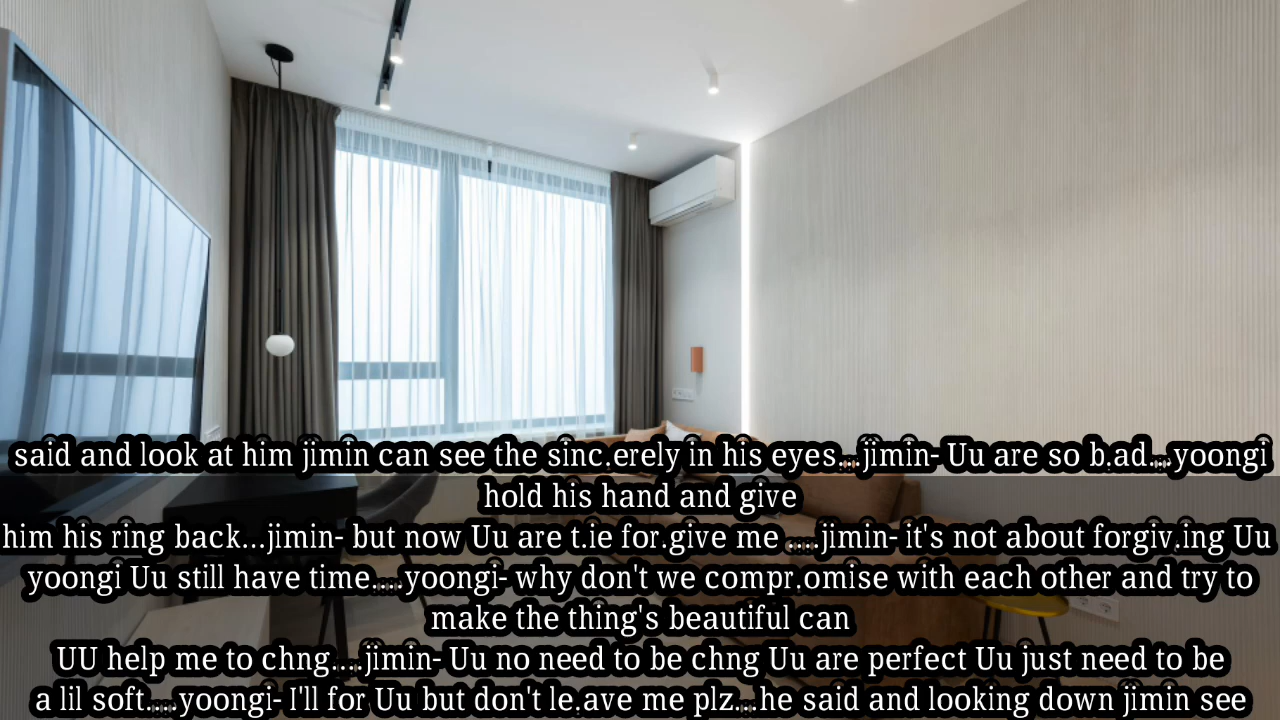 said and look at him jimin can see the sinc.erely in his eyes....jimin- Uu are so b.ad....yoongi
hold his hand and give
him his ring back...jimin- but now Uu are t.ie for.give me .....jimin- it's not about forgiv.ing Uu
yoongi Uu still have time.....yoongi- why don't we compr.omise with each other and try to
make the thing's beautiful can
UU help me to chng.....jimin- Uu no need to be chng Uu are perfect Uu just need to be
a lil soft.....yoongi- I'll for Uu but don't le.ave me plz....he said and looking down jimin see